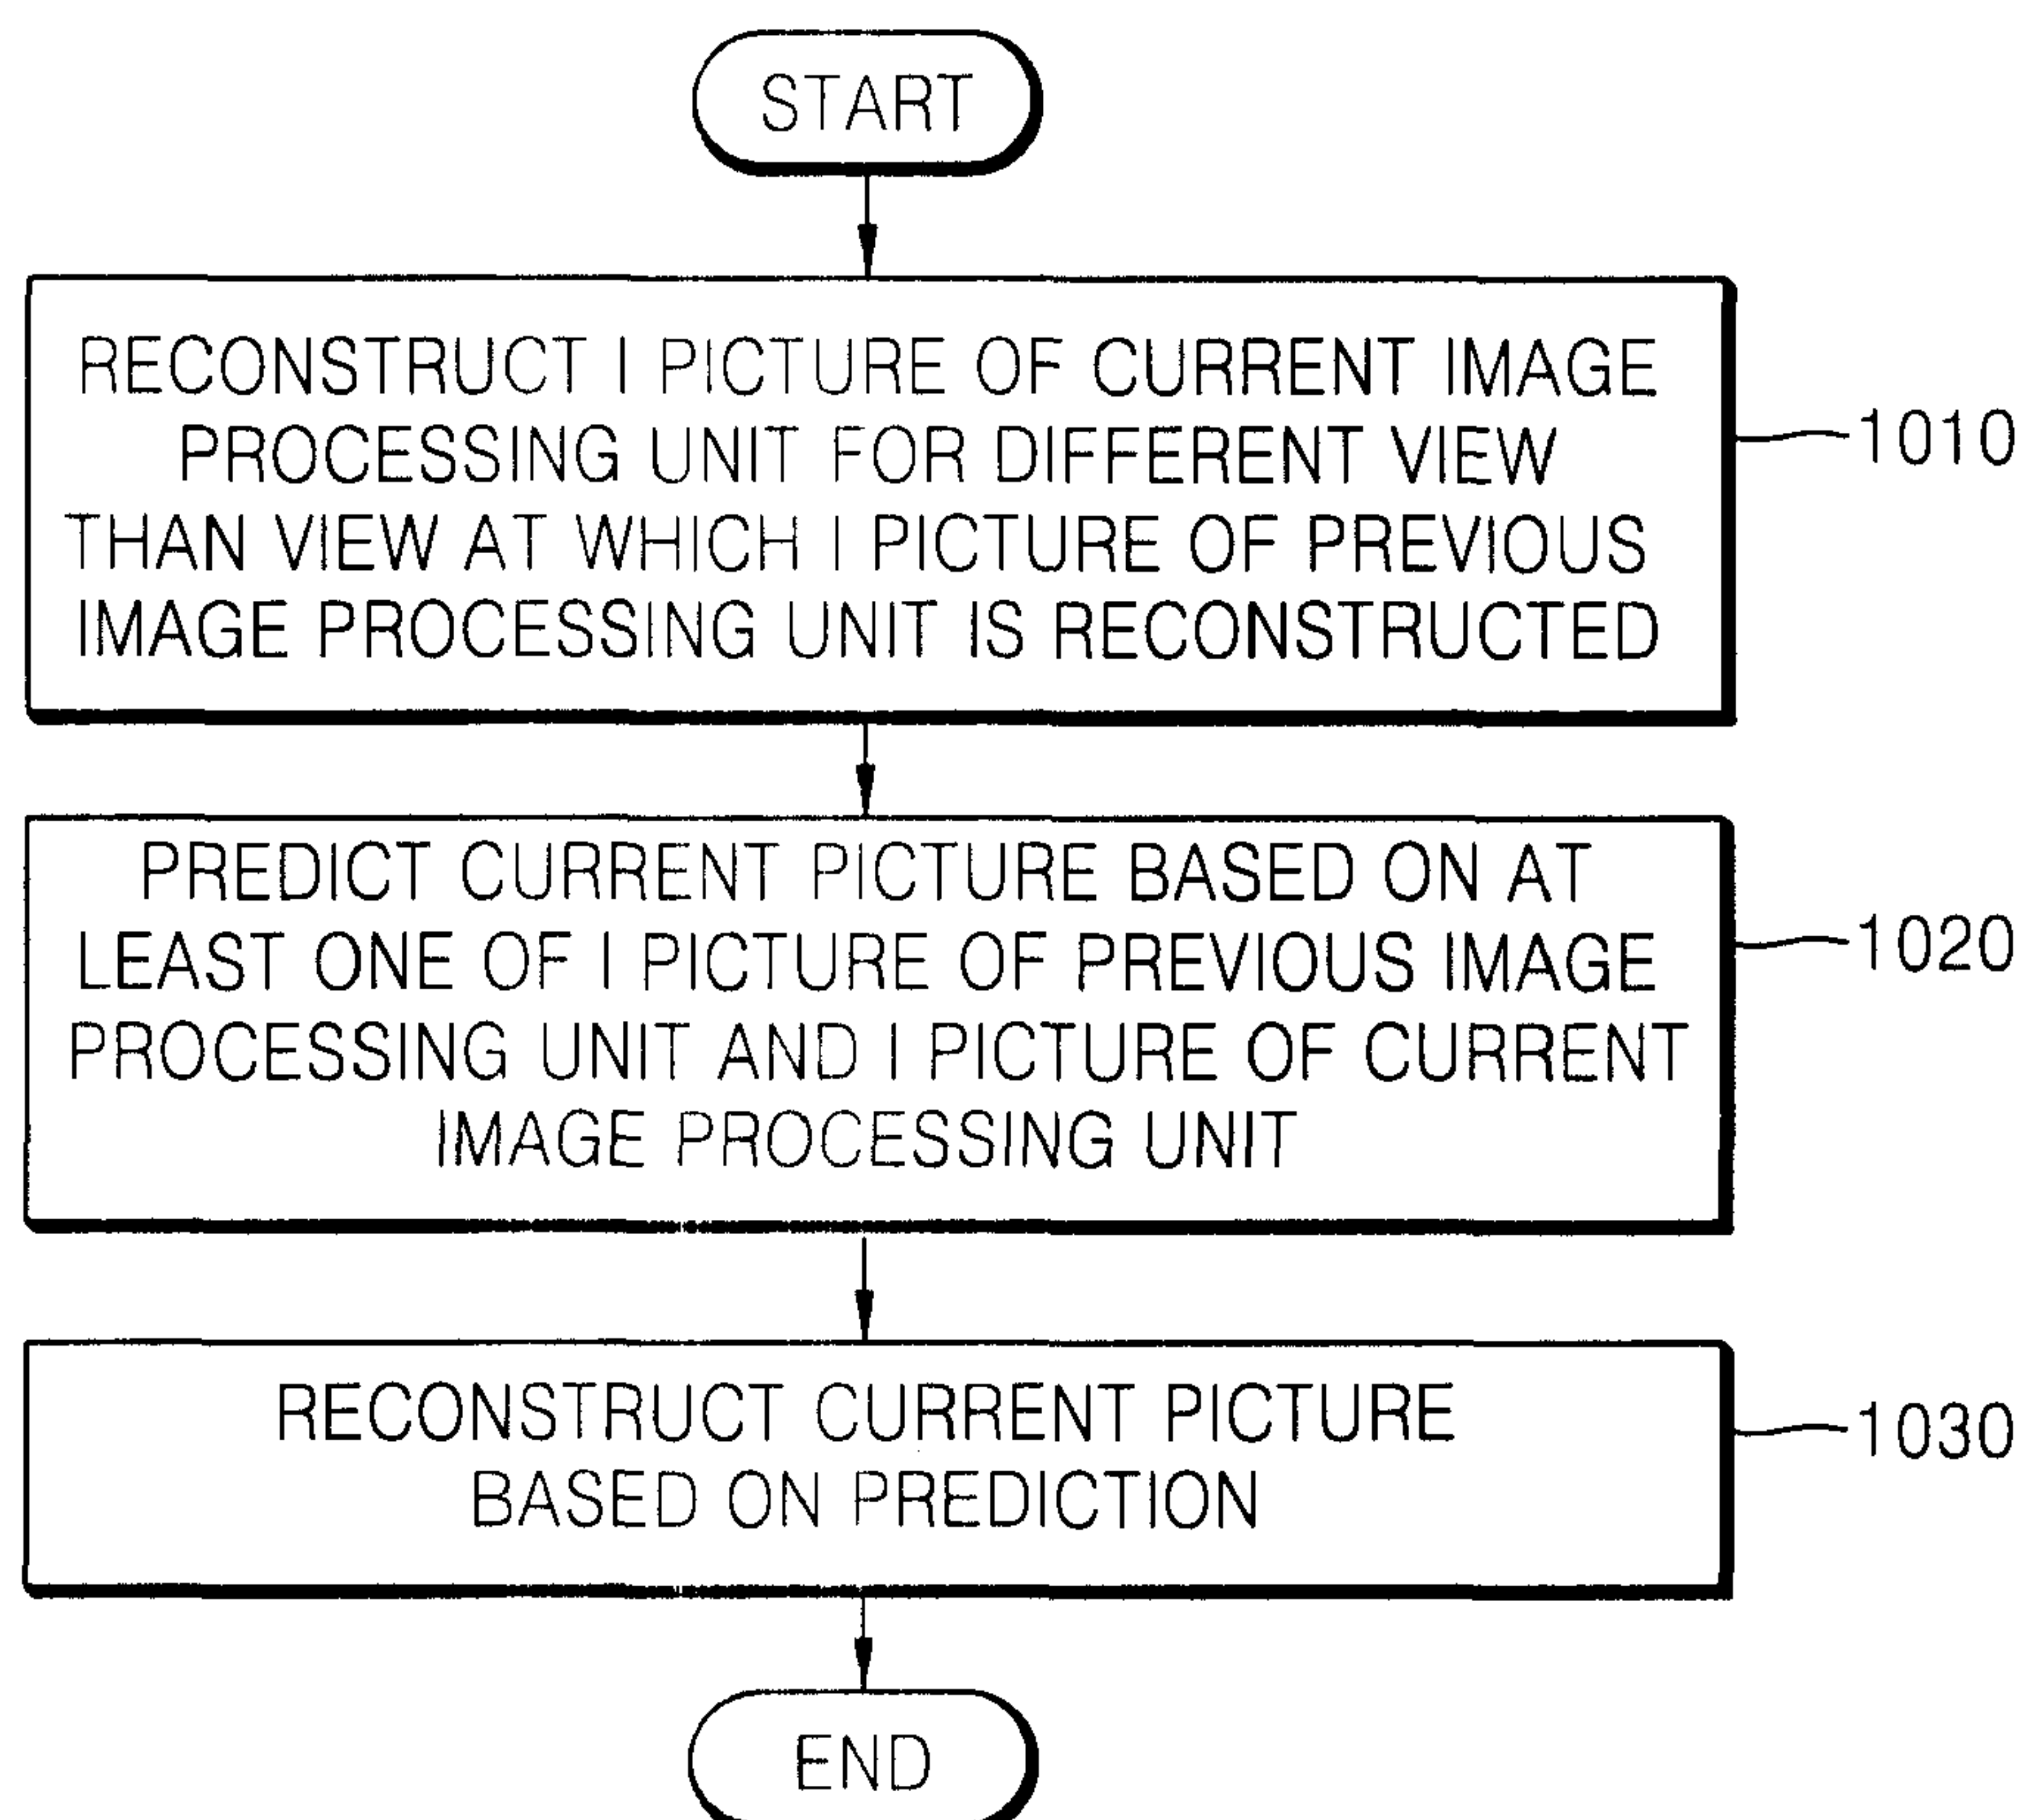 START
RECONSTRUCT I PICTURE OF CURRENT IMAGE
PROCESSING UNIT FOR DIFFERENT VIEW
THAN VIEW AT WHICH I PICTURE OF PREVIOUS
IMAGE PROCESSING UNIT IS RECONSTRUCTED
1010
PREDICT CURRENT PICTURE BASED ON AT
LEAST ONE OF I PICTURE OF PREVIOUS IMAGE
PROCESSING UNIT AND I PICTURE OF CURRENT
IMAGE PROCESSING UNIT
1020
RECONSTRUCT CURRENT PICTURE
BASED ON PREDICTION
1030
END